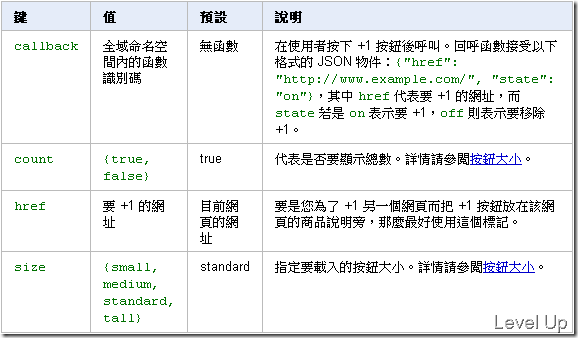 鍵 值 預設 說明
callback 全域命名空 無函數 在使用者按下 +1 按鈕後呼叫。回呼函數接受以下
間內的函數 格式的 JSON 物件：{"href":
識別碼 "http://www.example.com/", "state":
"on"}，其中 href 代表要 +1 的網址，而
state 若是 on 表示要 +1，off 則表示要移除
+1。
count {true, true 代表是否要顯示總數。詳情請參閱按鈕大小。
false}
href 要 +1 的網 目前網 要是您為了 +1 另一個網頁而把 +1 按鈕放在該網
址 頁的網 頁的商品說明旁，那麼最好使用這個標記。
址
size {small, standard 指定要載入的按鈕大小。詳情請參閱按鈕大小。
medium,
standard,
tall}
Level Up